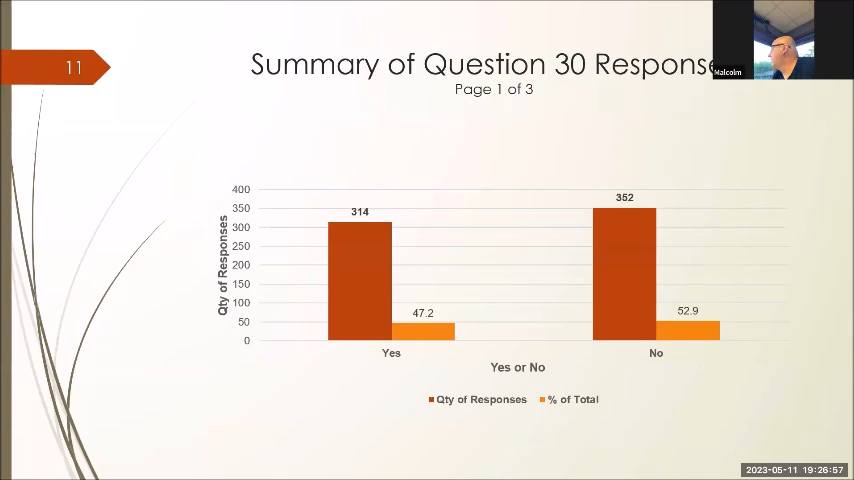 11
Summary of Question 30
Page 1 of 3
Malcolm
Qty of Responses
400
350
300
250
200
150
100
50
0
314
47.2
352
52.9
Yes
No
Yes or No
Qty of Responses
% of Total
2023-05-11 19:26:57